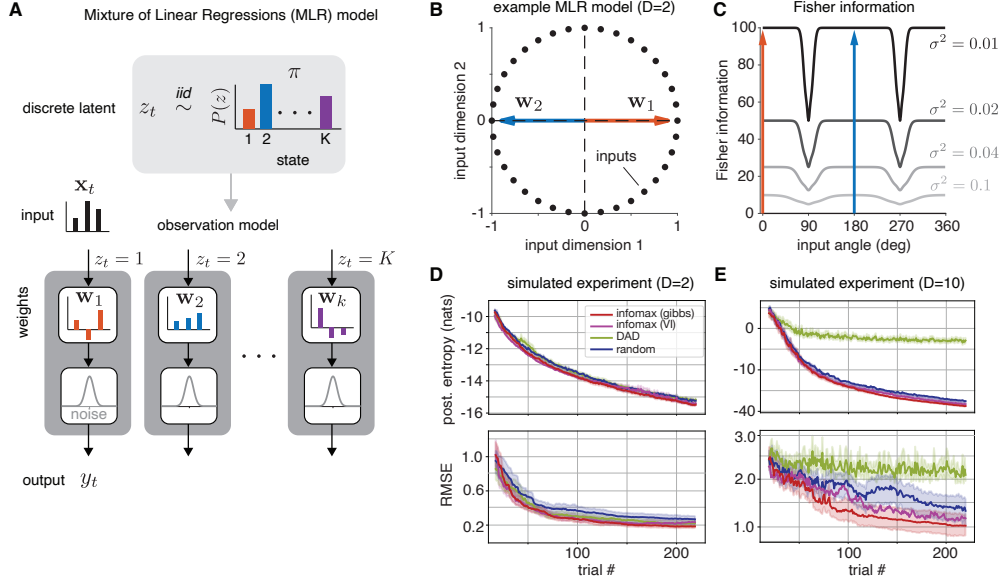 A
Mixture of Linear Regressions (MLR) model
discrete latent
z_t
iid
~
P(z)
π
1 2 K
state
x_t
input
observation model
z_t = 1
z_t = 2
z_t = K
weights
w_1
w_2
w_k
noise
output
y_t
B
example MLR model (D=2)
input dimension 2
1
0
-1
w_2
w_1
inputs
-1 0 1
input dimension 1
C
Fisher information
Fisher information
100
80
60
40
20
0
σ² = 0.01
σ² = 0.02
σ² = 0.04
σ² = 0.1
0 90 180 270 360
input angle (deg)
D
simulated experiment (D=2)
post. entropy (nats)
-10
-12
-14
-16
infomax (gibbs)
infomax (VI)
DAD
random
RMSE
1.0
0.6
0.2
100 200
trial #
E
simulated experiment (D=10)
0
-10
-40
3.0
2.0
1.0
100 200
trial #